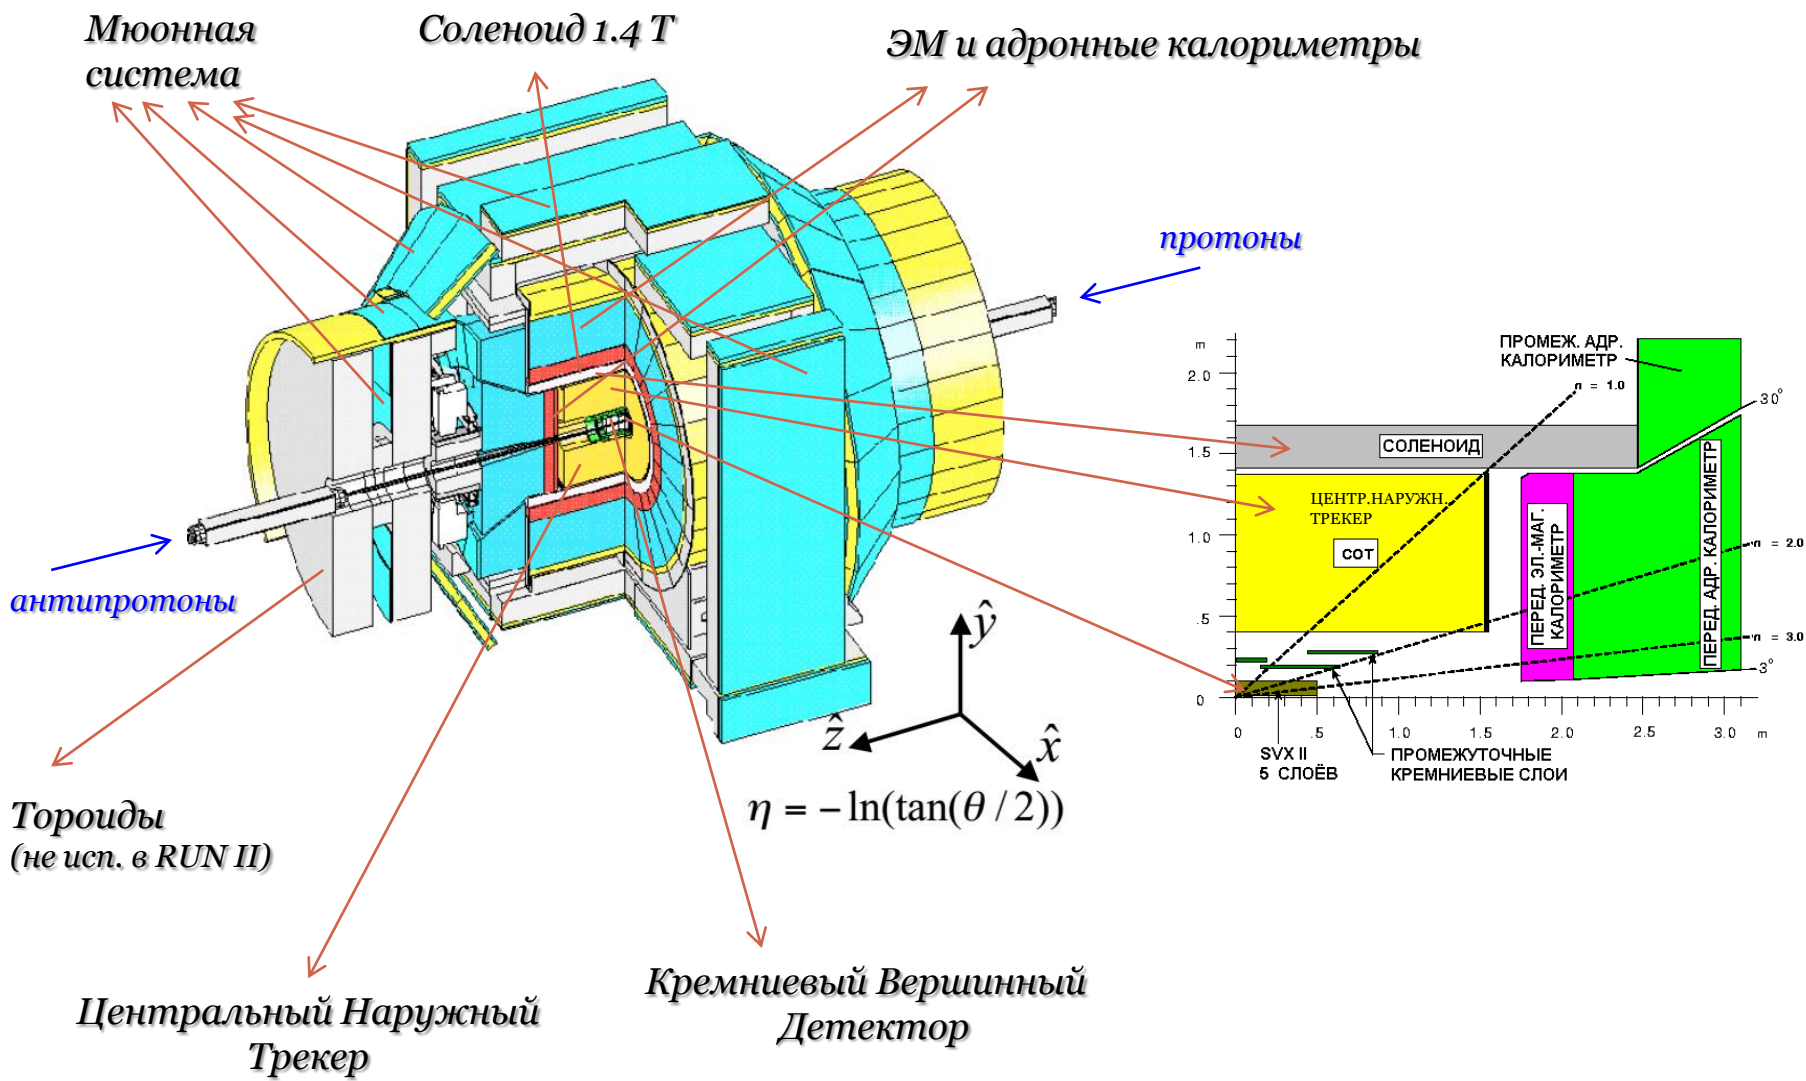 Мюонная
система
Соленоид 1.4 Т
ЭМ и адронные калориметры
протоны
антипротоны
Тороиды
(не исп. в RUN II)
Центральный Наружный
Трекер
Кремниевый Вершинный
Детектор
ŷ
ẑ
x̂
η = − ln(tan(θ / 2))
m
2.0
1.5
1.0
.5
0
ПРОМЕЖ. АДР.
КАЛОРИМЕТР
n = 1.0
30°
СОЛЕНОИД
ЦЕНТР.НАРУЖН.
ТРЕКЕР
СОТ
ПЕРЕД. ЭЛ.-МАГ.
КАЛОРИМЕТР
ПЕРЕД. АДР. КАЛОРИМЕТР
n = 2.0
n = 3.0
3°
0 .5 1.0 1.5 2.0 2.5 3.0 m
SVX II
5 СЛОЁВ
ПРОМЕЖУТОЧНЫЕ
КРЕМНИЕВЫЕ СЛОИ